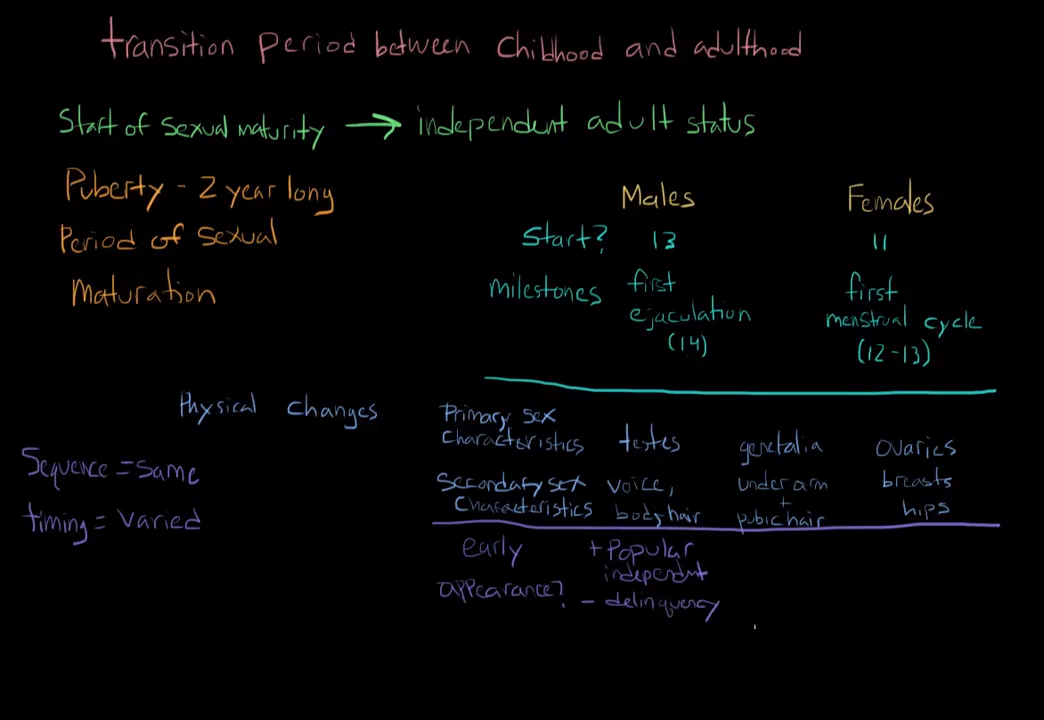 transition period between childhood and adulthood
Start of sexual maturity → independent adult status
Puberty - 2 year long
Period of sexual
Maturation
Males Females
Start? 13 11
milestones first ejaculation (14) first menstrual cycle (12-13)
Physical changes
Sequence = same
timing = varied
Primary sex
characteristics testes genetalia ovaries
Secondary sex
characteristics voice, body hair under arm + pubic hair breasts hips
early
appearance?
+ Popular
independent
- delinquency